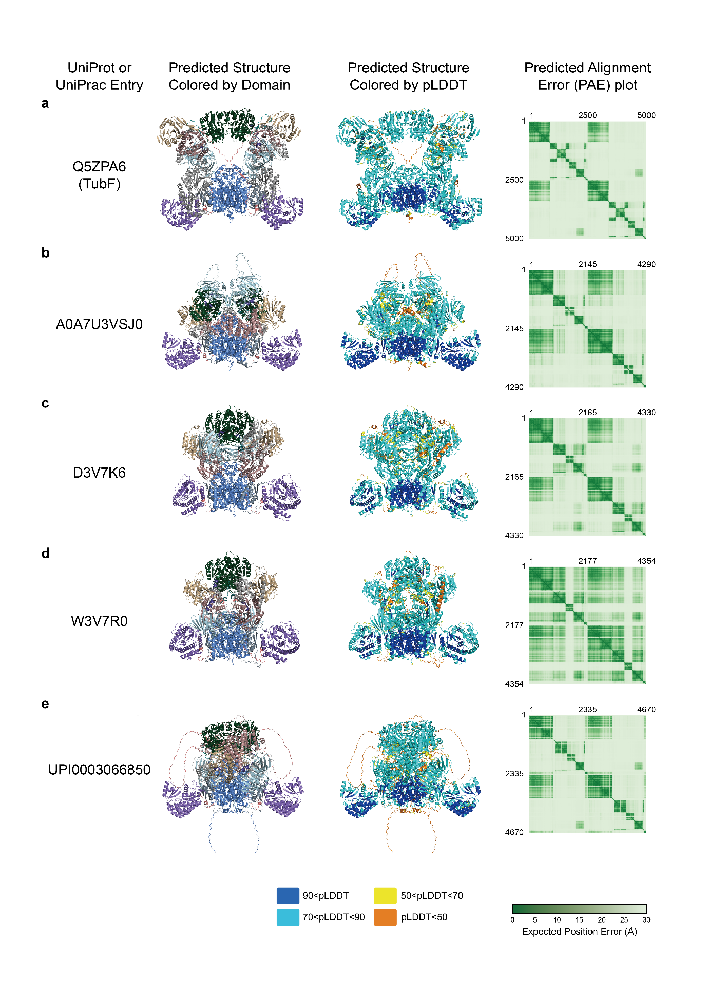 UniProt or
UniPrac Entry
Predicted Structure
Colored by Domain
Predicted Structure
Colored by pLDDT
Predicted Alignment
Error (PAE) plot
a
Q5ZPA6
(TubF)
1 2500 5000
1
2500
5000
b
A0A7U3VSJ0
1 2145 4290
1
2145
4290
c
D3V7K6
1 2165 4330
1
2165
4330
d
W3V7R0
1 2177 4354
1
2177
4354
e
UPI0003066850
1 2335 4670
1
2335
4670
90<pLDDT
50<pLDDT<70
70<pLDDT<90
pLDDT<50
0 5 10 15 20 25 30
Expected Position Error (Å)